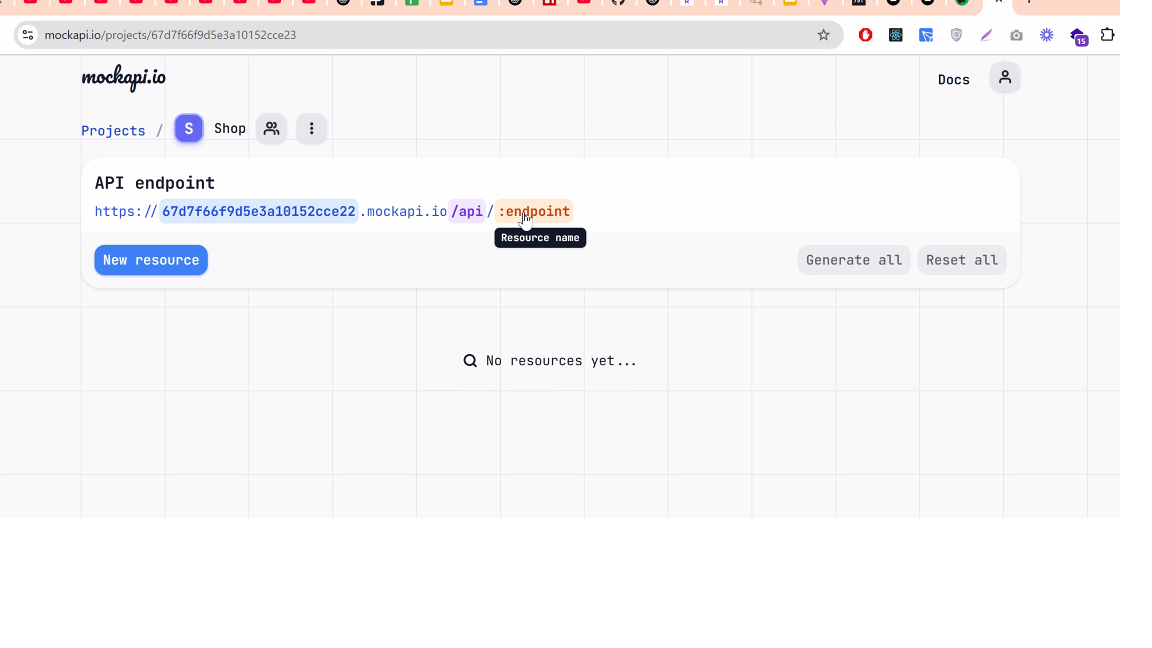 mockapi.io/projects/67d7f66f9d5e3a10152cce23
15
mockapi.io
Docs
Projects / S Shop
API endpoint
https://67d7f66f9d5e3a10152cce22.mockapi.io/api/:endpoint
Resource name
New resource
Generate all
Reset all
No resources yet...